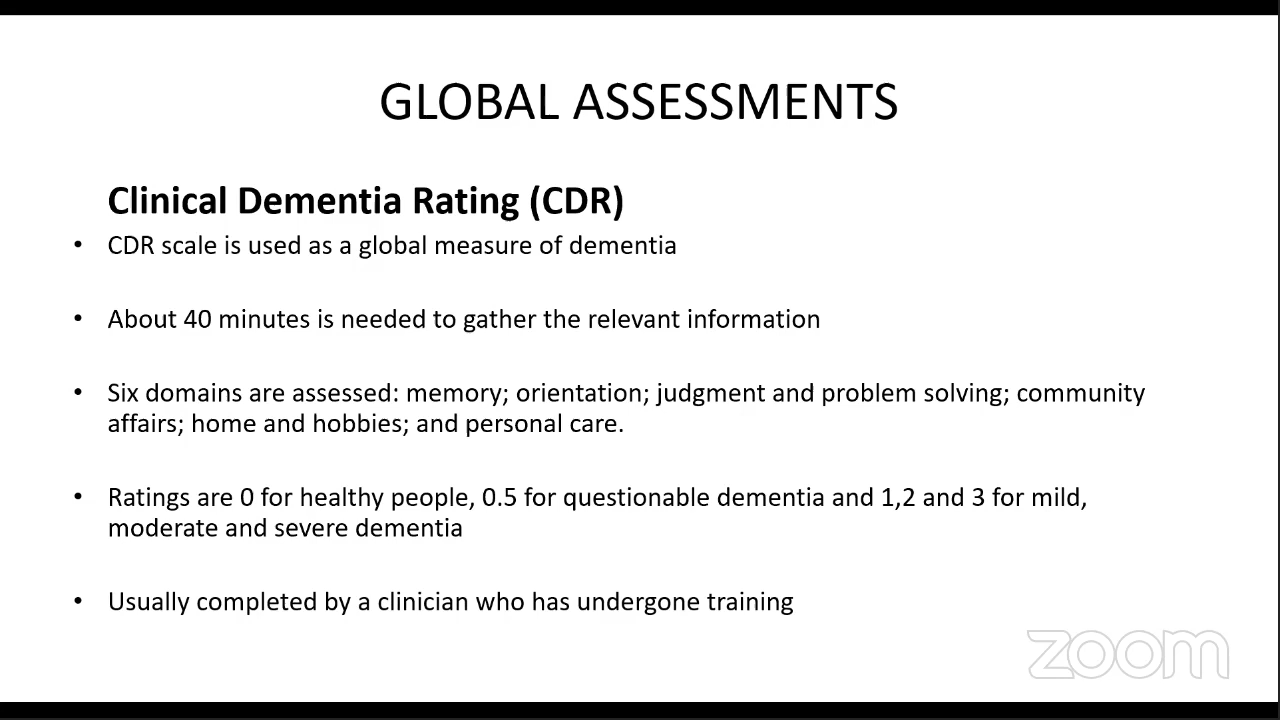 GLOBAL ASSESSMENTS
Clinical Dementia Rating (CDR)
• CDR scale is used as a global measure of dementia
• About 40 minutes is needed to gather the relevant information
• Six domains are assessed: memory; orientation; judgment and problem solving; community
affairs; home and hobbies; and personal care.
• Ratings are 0 for healthy people, 0.5 for questionable dementia and 1,2 and 3 for mild,
moderate and severe dementia
• Usually completed by a clinician who has undergone training
zoom